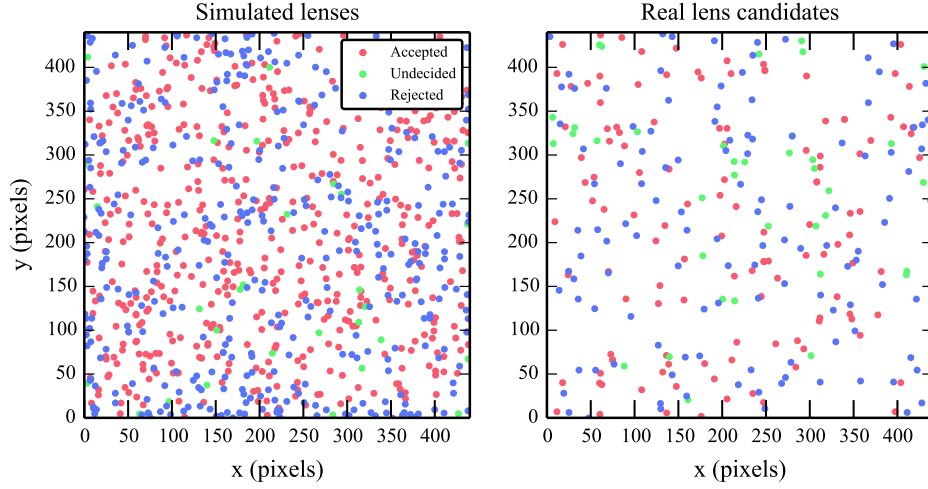 Simulated lenses
Real lens candidates
Accepted
Undecided
Rejected
y (pixels)
400
350
300
250
200
150
100
50
0
0 50 100 150 200 250 300 350 400
x (pixels)
400
350
300
250
200
150
100
50
0
0 50 100 150 200 250 300 350 400
x (pixels)